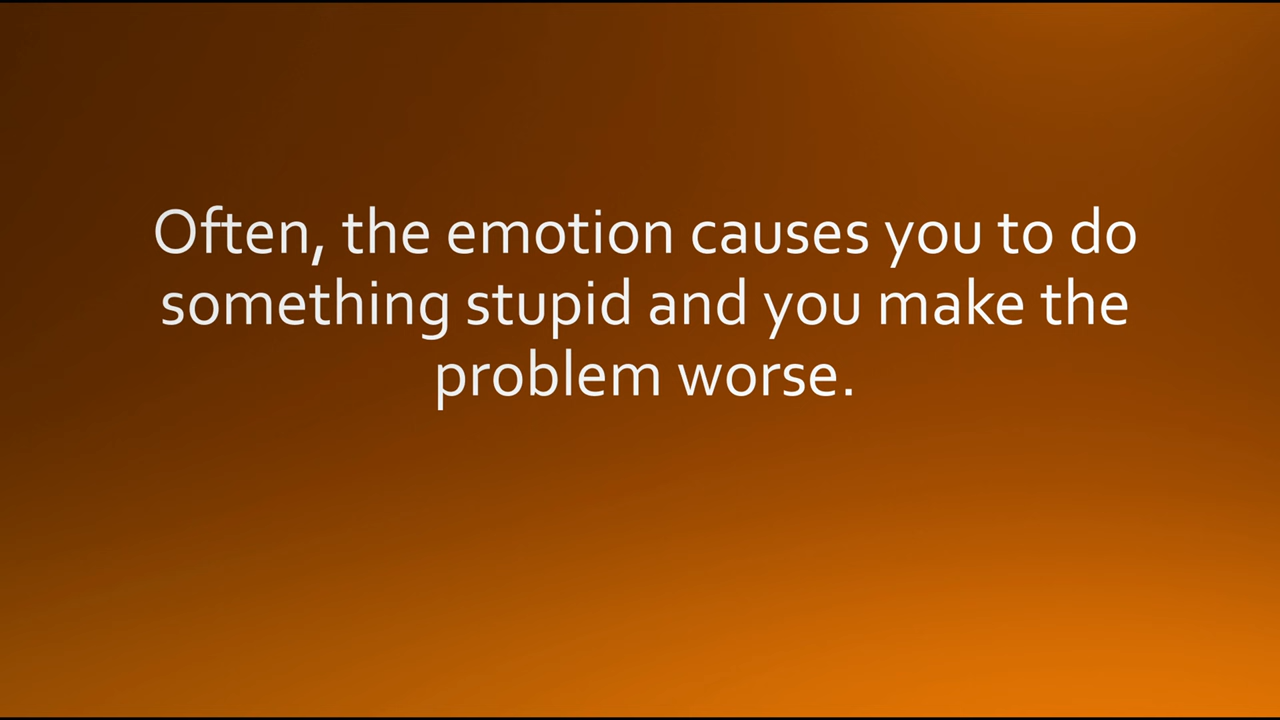 Often, the emotion causes you to do
something stupid and you make the
problem worse.